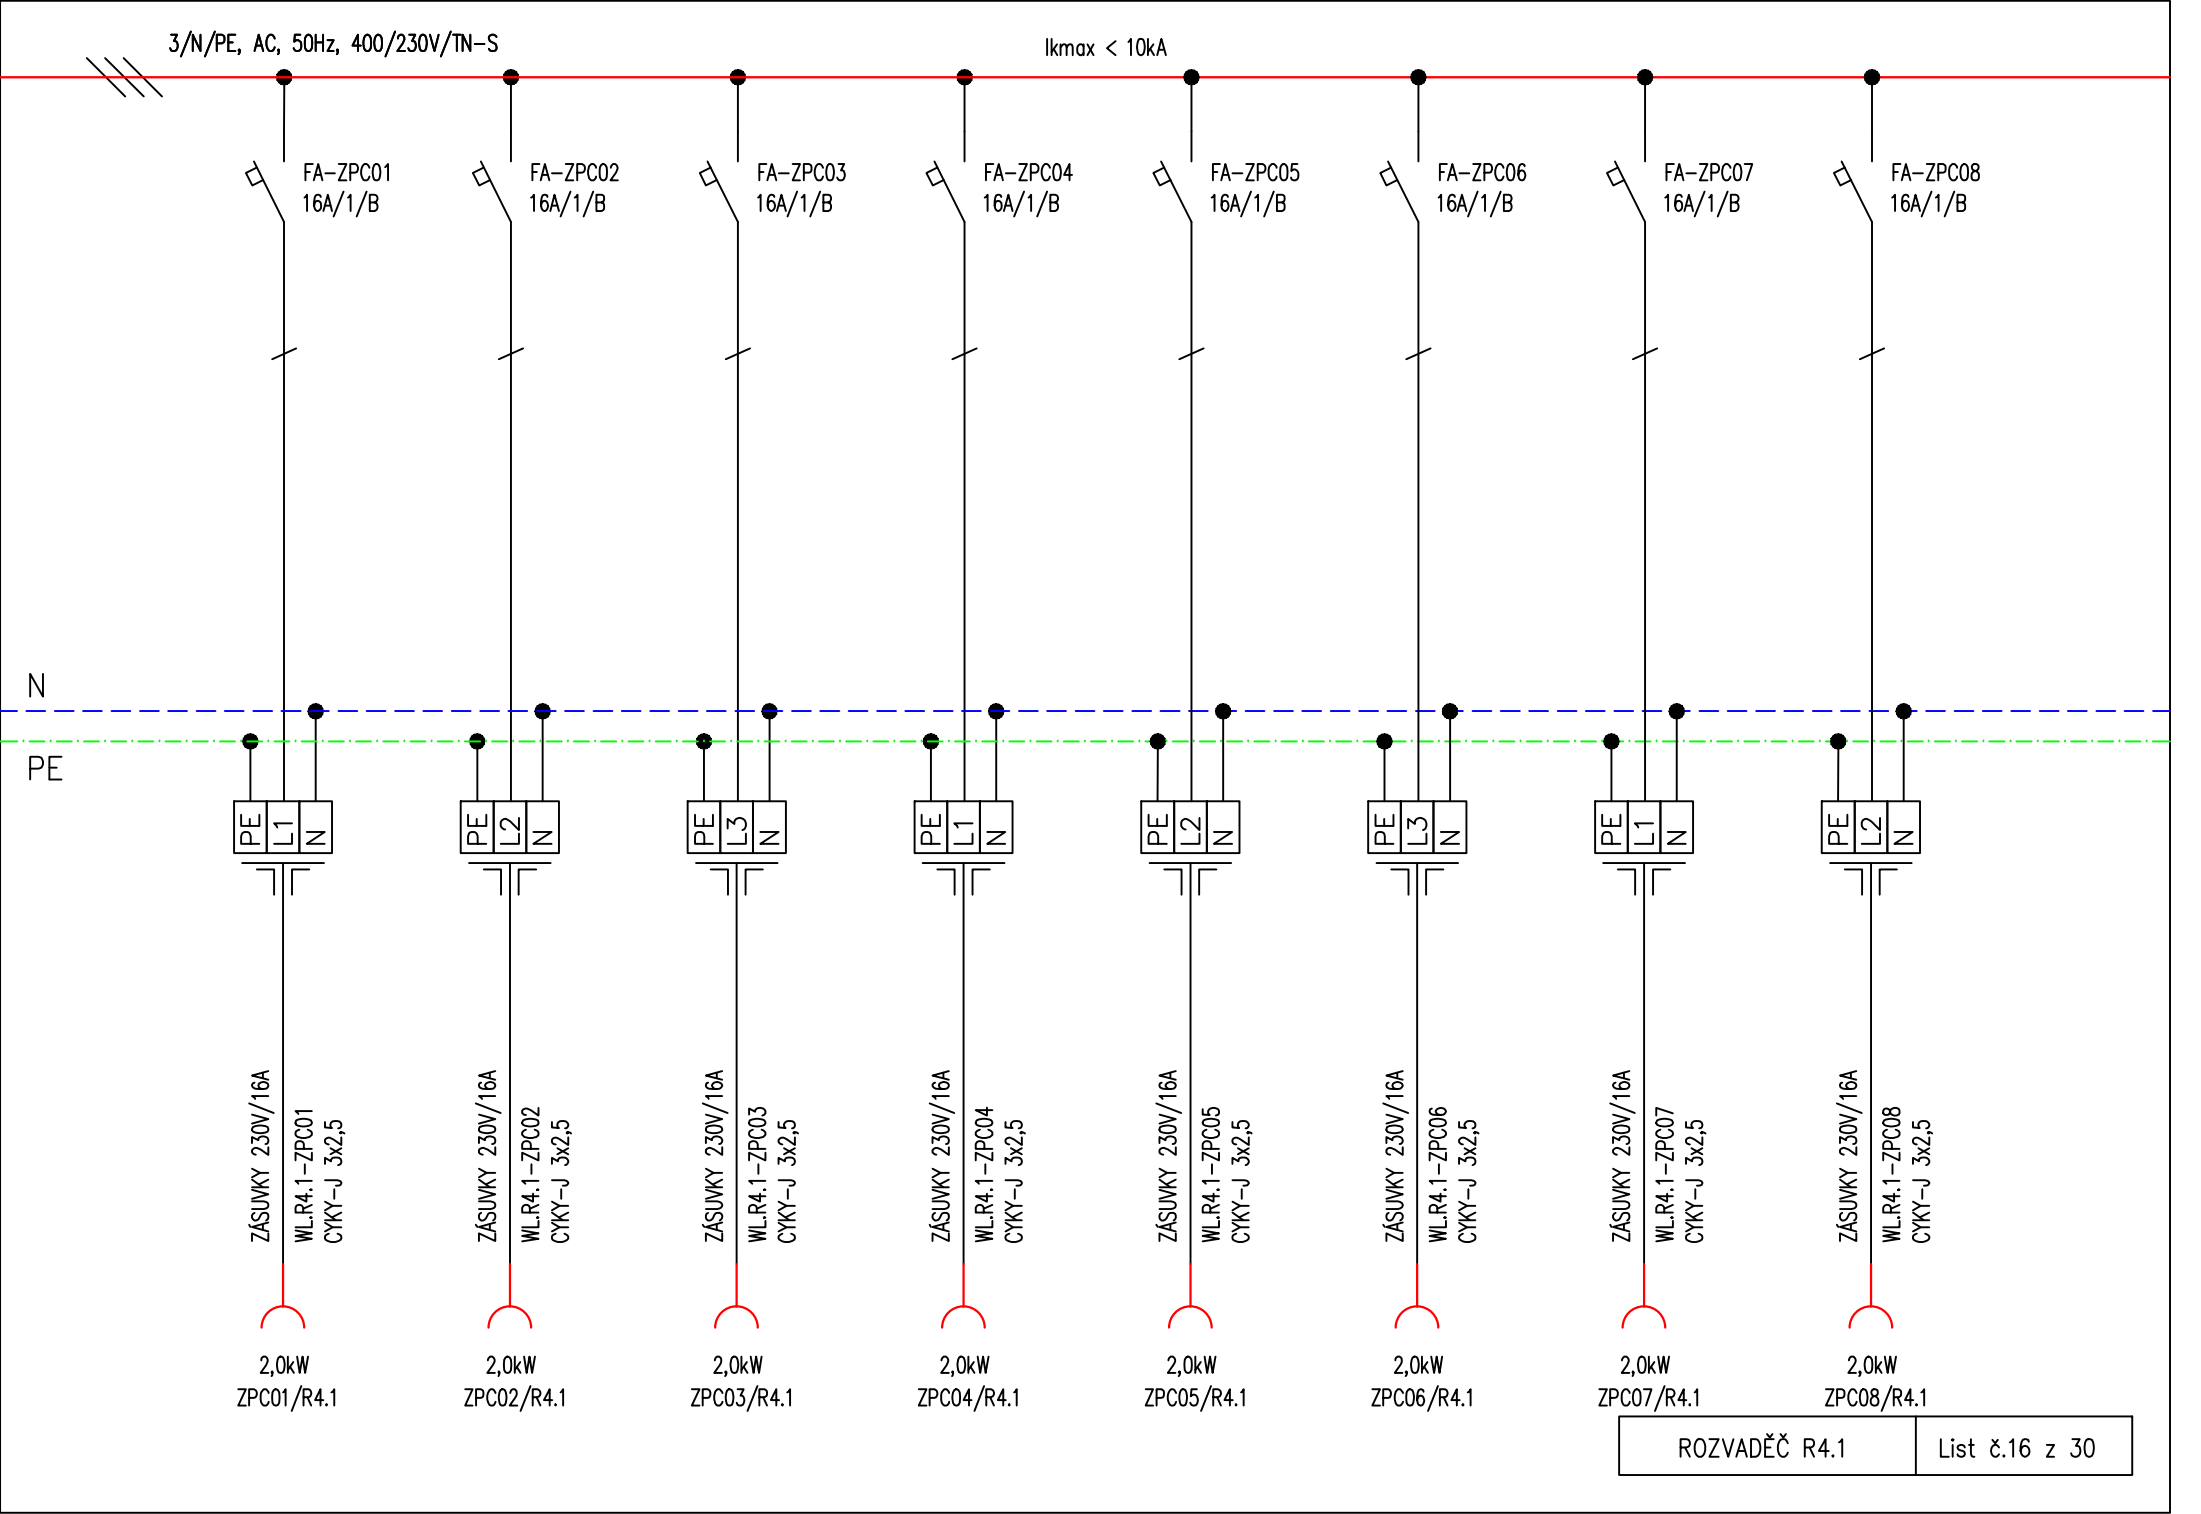 3/N/PE, AC, 50Hz, 400/230V/TN-S
Ikmax < 10kA
FA-ZPC01
16A/1/B
FA-ZPC02
16A/1/B
FA-ZPC03
16A/1/B
FA-ZPC04
16A/1/B
FA-ZPC05
16A/1/B
FA-ZPC06
16A/1/B
FA-ZPC07
16A/1/B
FA-ZPC08
16A/1/B
N
PE
PE L1 N
PE L2 N
PE L3 N
PE L1 N
PE L2 N
PE L3 N
PE L1 N
PE L2 N
ZÁSUVKY 230V/16A
WL.R4.1-ZPC01
CYKY-J 3x2,5
ZÁSUVKY 230V/16A
WL.R4.1-ZPC02
CYKY-J 3x2,5
ZÁSUVKY 230V/16A
WL.R4.1-ZPC03
CYKY-J 3x2,5
ZÁSUVKY 230V/16A
WL.R4.1-ZPC04
CYKY-J 3x2,5
ZÁSUVKY 230V/16A
WL.R4.1-ZPC05
CYKY-J 3x2,5
ZÁSUVKY 230V/16A
WL.R4.1-ZPC06
CYKY-J 3x2,5
ZÁSUVKY 230V/16A
WL.R4.1-ZPC07
CYKY-J 3x2,5
ZÁSUVKY 230V/16A
WL.R4.1-ZPC08
CYKY-J 3x2,5
2,0kW
ZPC01/R4.1
2,0kW
ZPC02/R4.1
2,0kW
ZPC03/R4.1
2,0kW
ZPC04/R4.1
2,0kW
ZPC05/R4.1
2,0kW
ZPC06/R4.1
2,0kW
ZPC07/R4.1
2,0kW
ZPC08/R4.1
ROZVADĚČ R4.1
List č.16 z 30